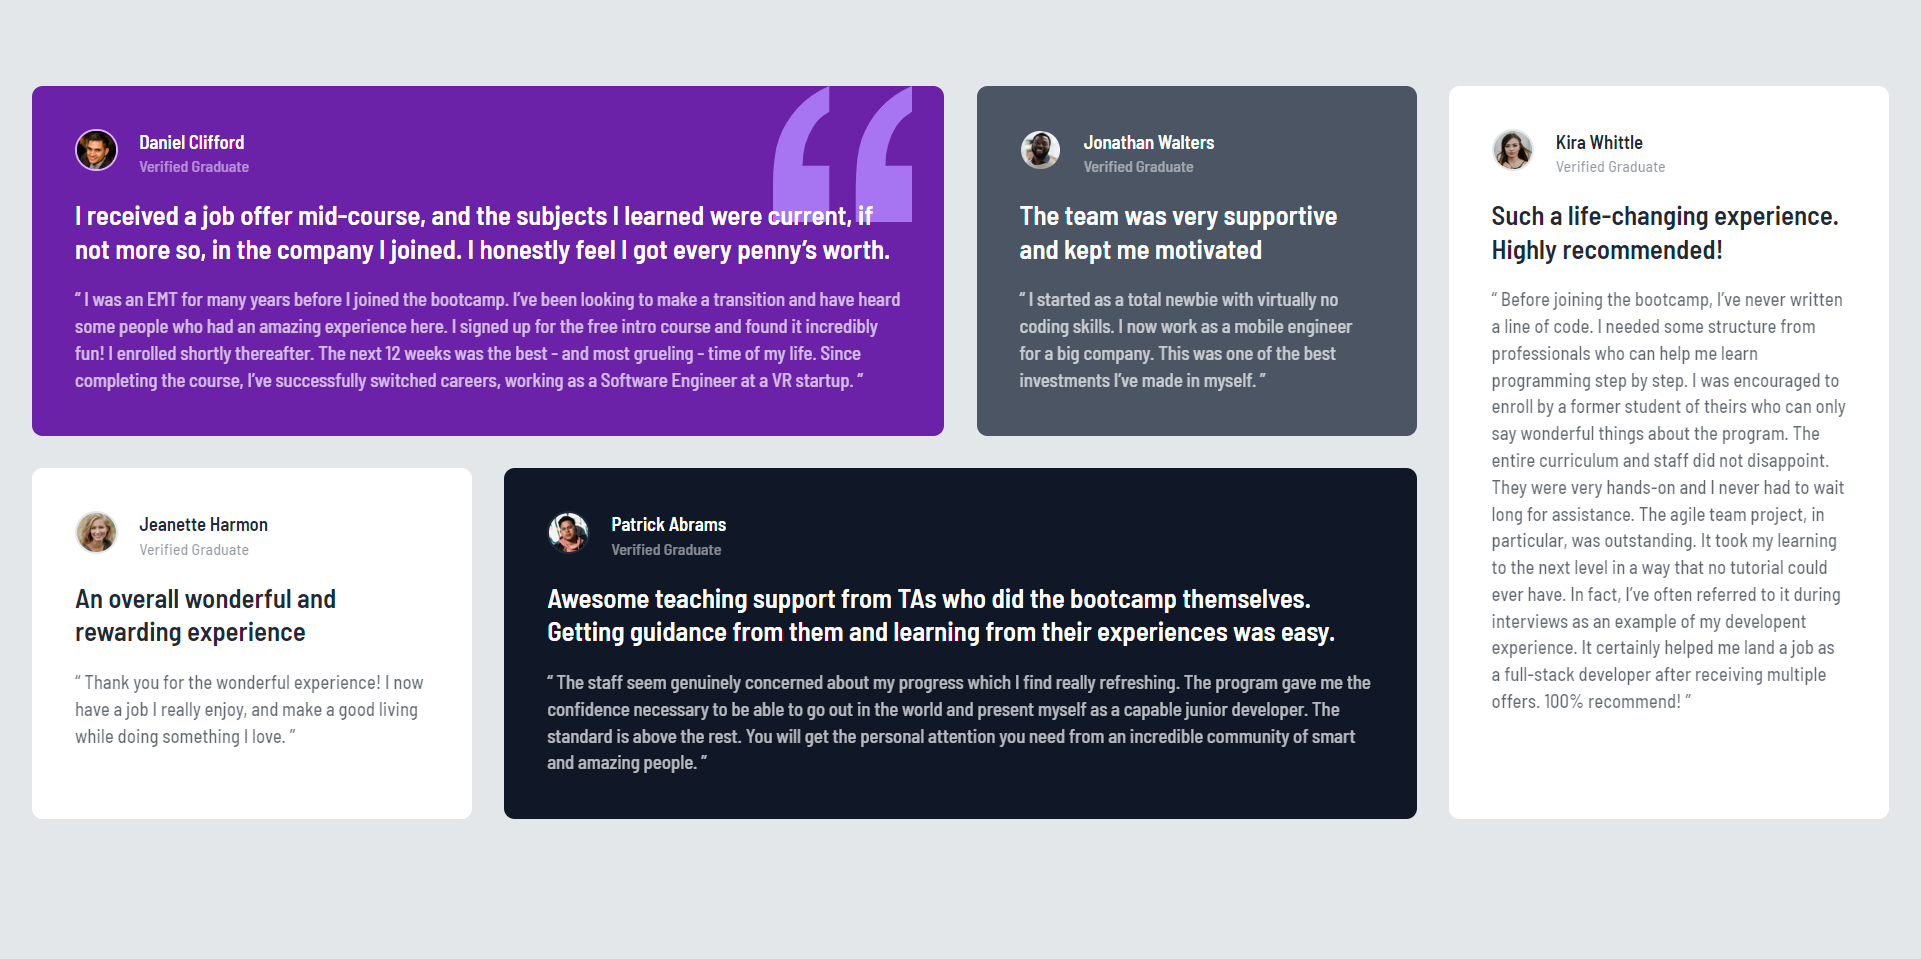 Daniel Clifford
Verified Graduate
I received a job offer mid-course, and the subjects I learned were current, if
not more so, in the company I joined. I honestly feel I got every penny’s worth.
“ I was an EMT for many years before I joined the bootcamp. I’ve been looking to make a transition and have heard
some people who had an amazing experience here. I signed up for the free intro course and found it incredibly
fun! I enrolled shortly thereafter. The next 12 weeks was the best - and most grueling - time of my life. Since
completing the course, I’ve successfully switched careers, working as a Software Engineer at a VR startup. ”
Jonathan Walters
Verified Graduate
The team was very supportive
and kept me motivated
“ I started as a total newbie with virtually no
coding skills. I now work as a mobile engineer
for a big company. This was one of the best
investments I’ve made in myself. ”
Kira Whittle
Verified Graduate
Such a life-changing experience.
Highly recommended!
“ Before joining the bootcamp, I’ve never written
a line of code. I needed some structure from
professionals who can help me learn
programming step by step. I was encouraged to
enroll by a former student of theirs who can only
say wonderful things about the program. The
entire curriculum and staff did not disappoint.
They were very hands-on and I never had to wait
long for assistance. The agile team project, in
particular, was outstanding. It took my learning
to the next level in a way that no tutorial could
ever have. In fact, I’ve often referred to it during
interviews as an example of my developent
experience. It certainly helped me land a job as
a full-stack developer after receiving multiple
offers. 100% recommend! ”
Jeanette Harmon
Verified Graduate
An overall wonderful and
rewarding experience
“ Thank you for the wonderful experience! I now
have a job I really enjoy, and make a good living
while doing something I love. ”
Patrick Abrams
Verified Graduate
Awesome teaching support from TAs who did the bootcamp themselves.
Getting guidance from them and learning from their experiences was easy.
“ The staff seem genuinely concerned about my progress which I find really refreshing. The program gave me the
confidence necessary to be able to go out in the world and present myself as a capable junior developer. The
standard is above the rest. You will get the personal attention you need from an incredible community of smart
and amazing people. ”